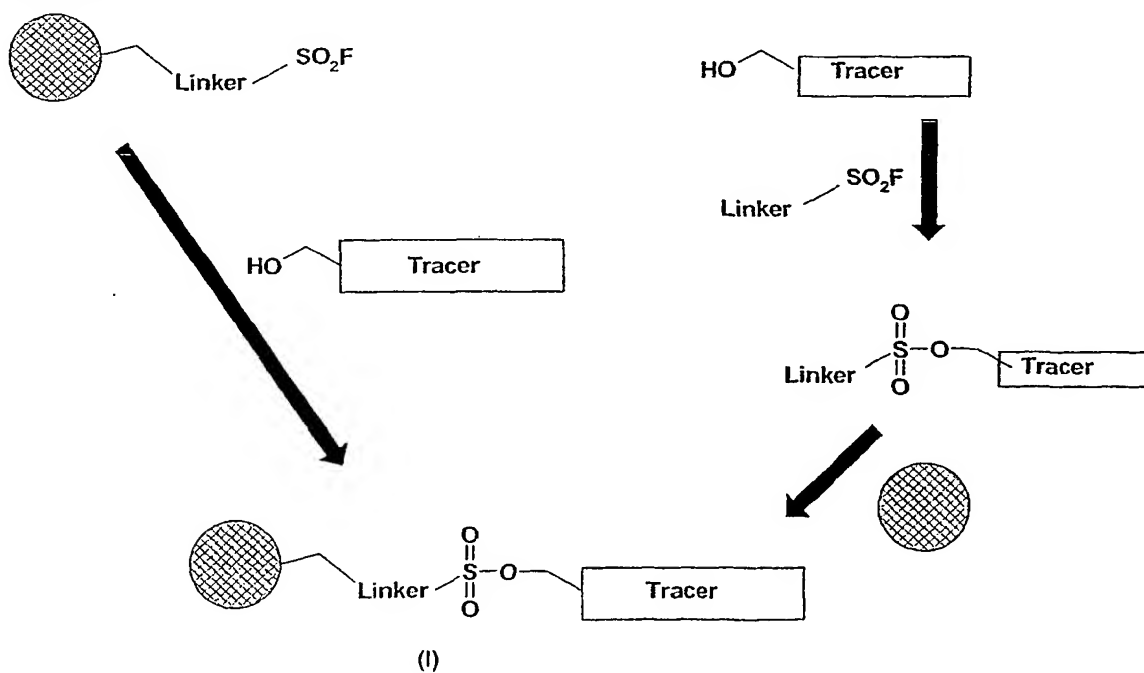 SO₂F
Linker
HO Tracer
SO₂F
Linker
HO Tracer
O
S O
O
Linker Tracer
O
S O
O
Linker Tracer
(I)